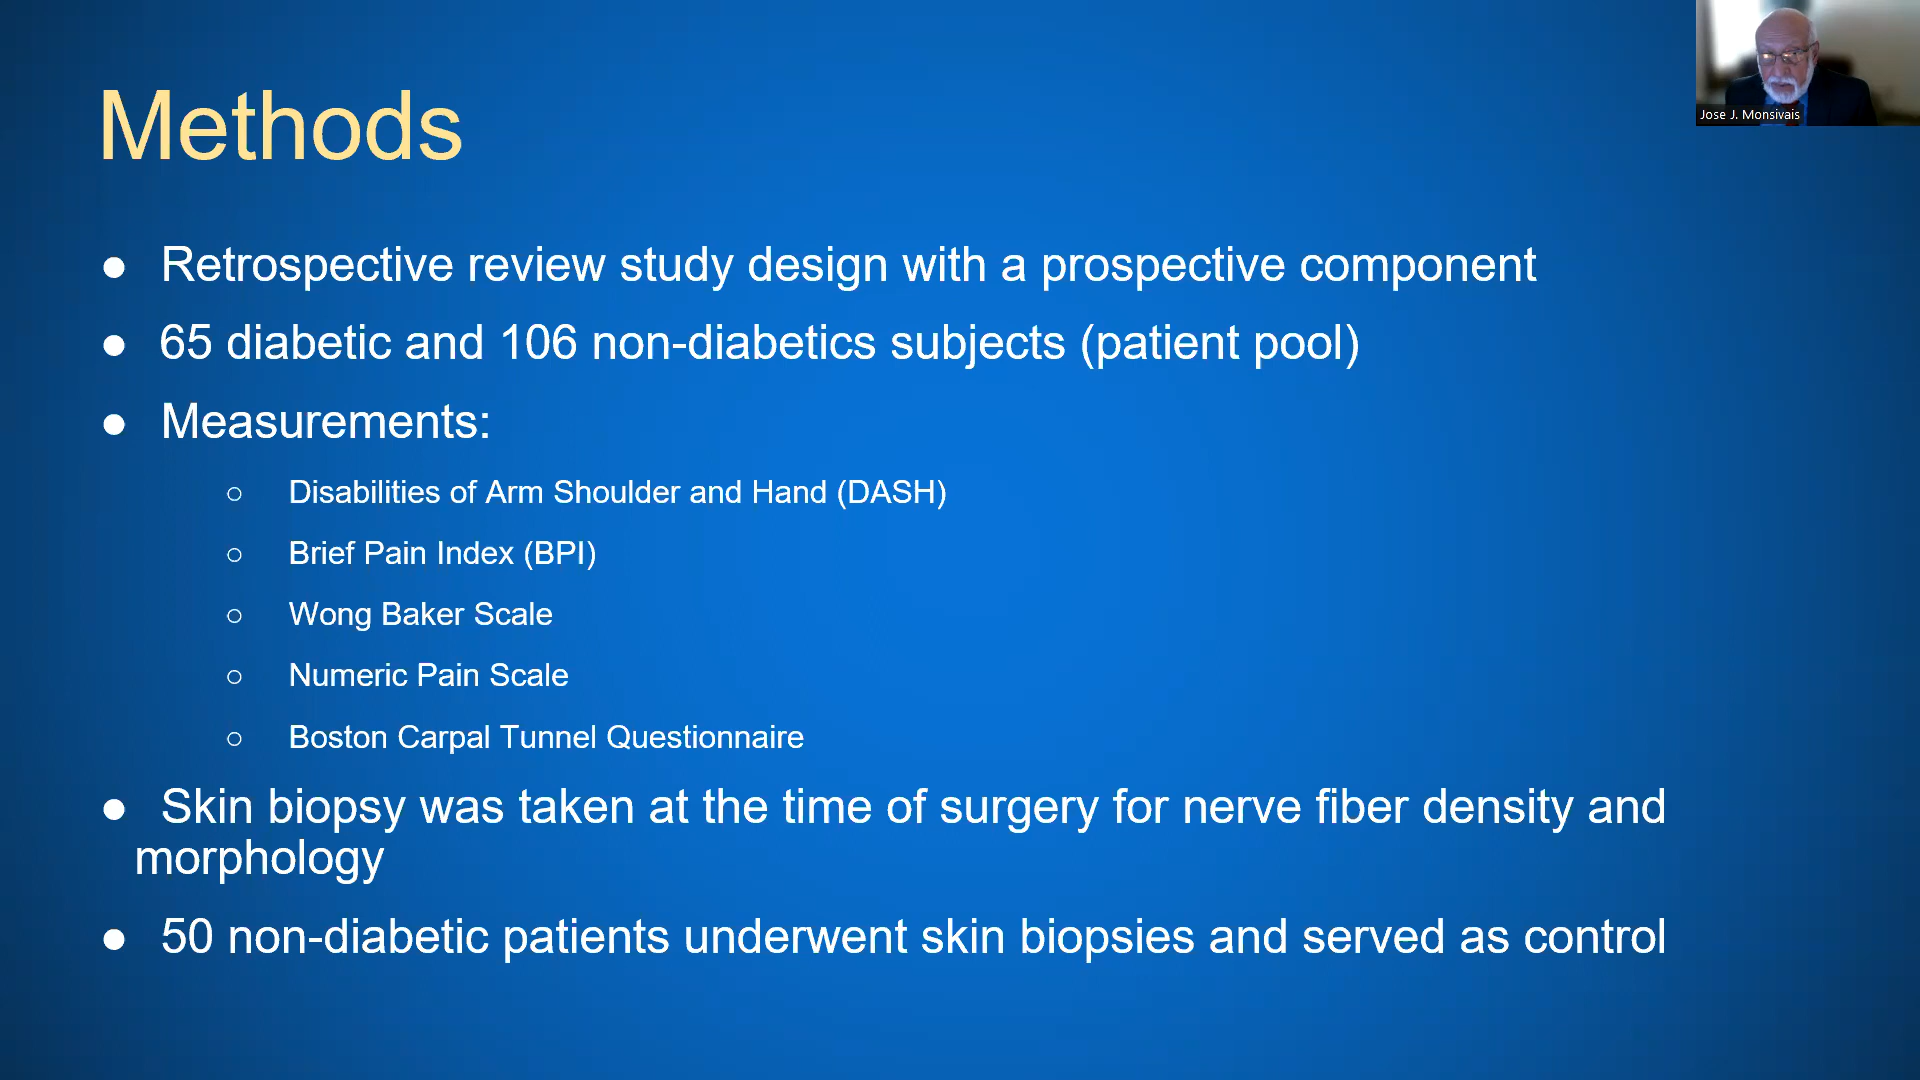 Methods
Jose J. Monsivais
● Retrospective review study design with a prospective component
● 65 diabetic and 106 non-diabetics subjects (patient pool)
● Measurements:
○ Disabilities of Arm Shoulder and Hand (DASH)
○ Brief Pain Index (BPI)
○ Wong Baker Scale
○ Numeric Pain Scale
○ Boston Carpal Tunnel Questionnaire
● Skin biopsy was taken at the time of surgery for nerve fiber density and
morphology
● 50 non-diabetic patients underwent skin biopsies and served as control